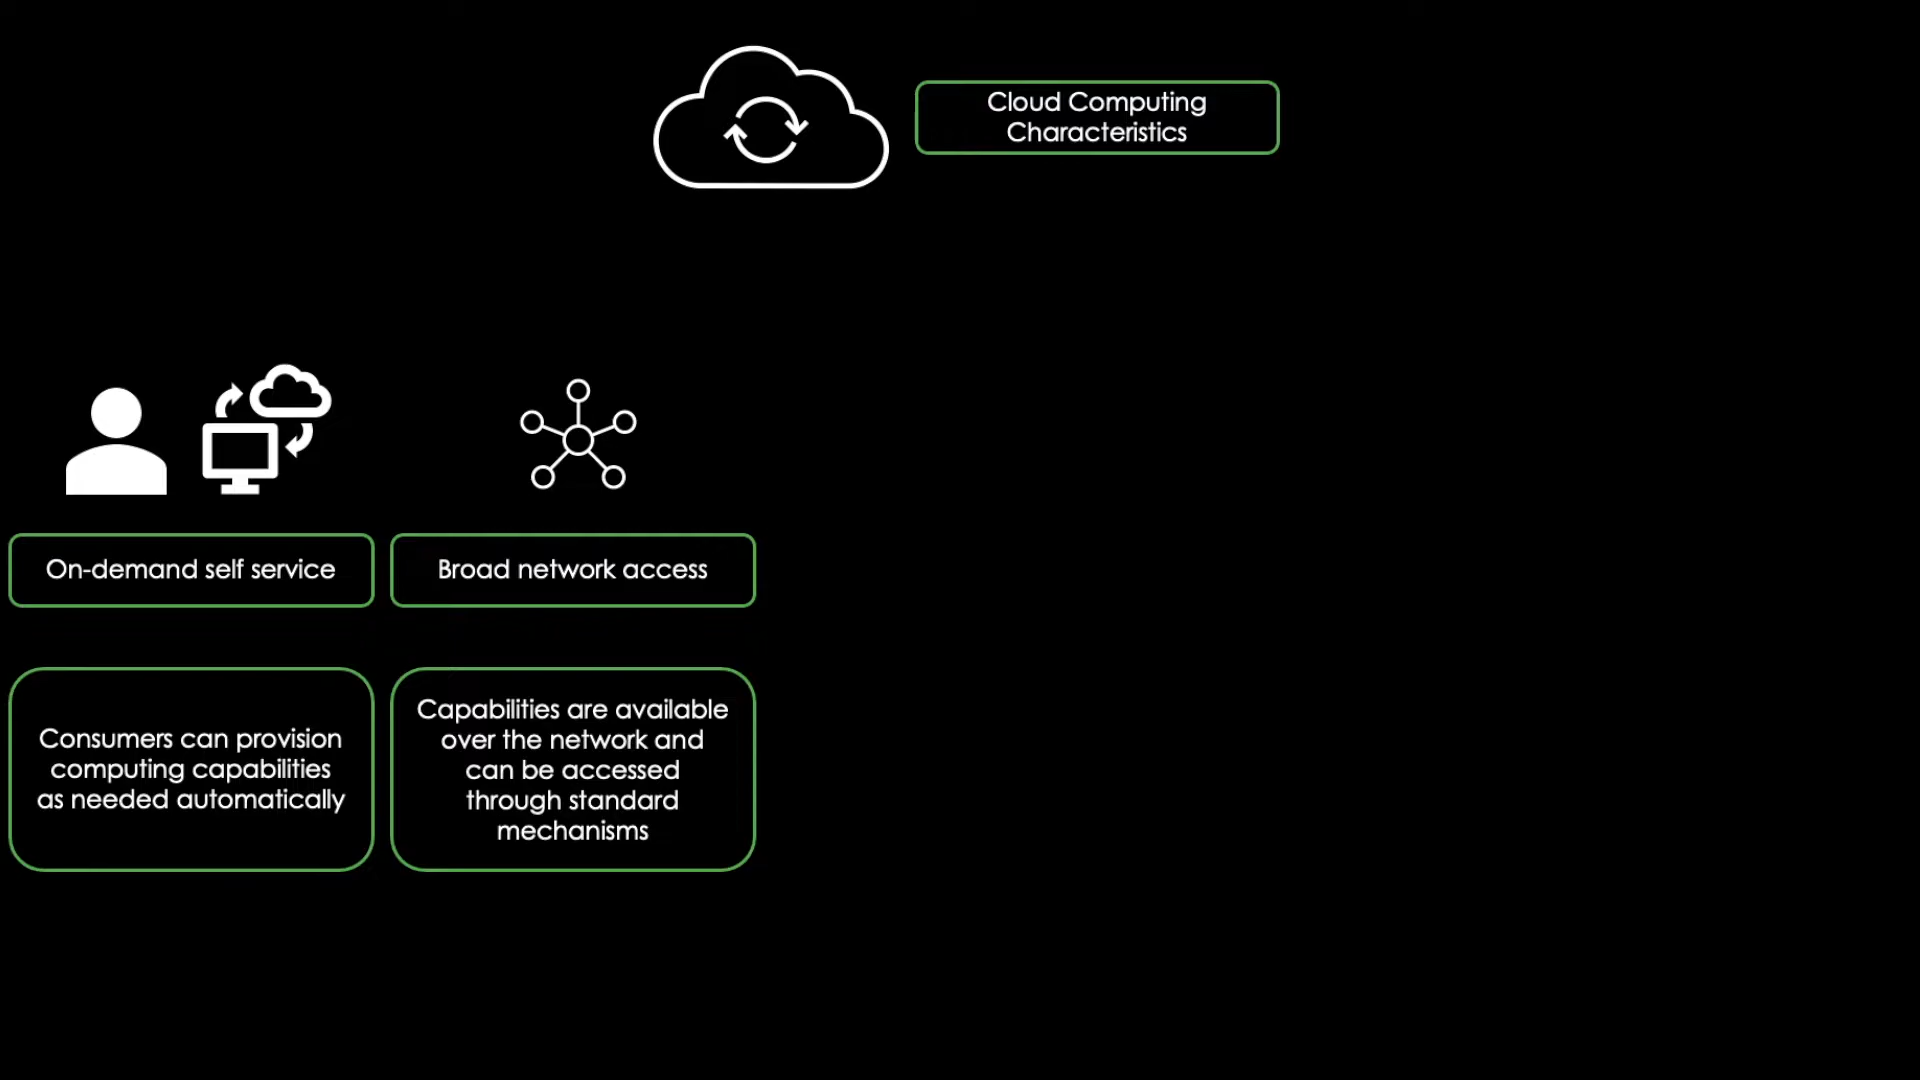 Cloud Computing
Characteristics
On-demand self service
Broad network access
Consumers can provision
computing capabilities
as needed automatically
Capabilities are available
over the network and
can be accessed
through standard
mechanisms